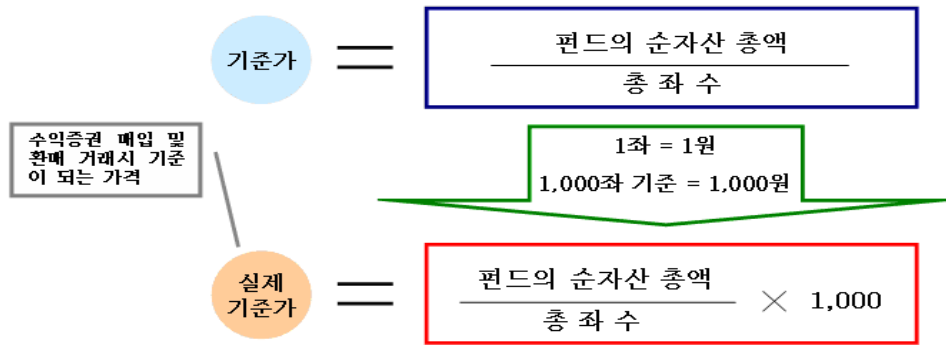 기준가
펀드의 순자산 총액
총 좌 수
수익증권 매입 및
환매 거래시 기준
이 되는 가격
1좌 = 1원
1,000좌 기준 = 1,000원
실제
기준가
펀드의 순자산 총액
총 좌 수
× 1,000